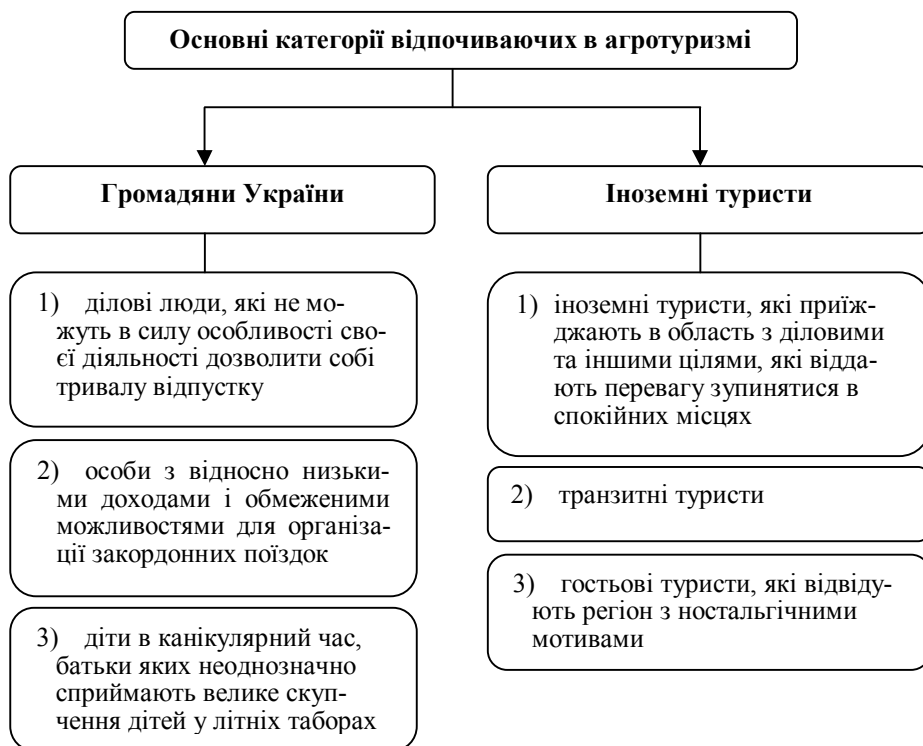 Основні категорії відпочиваючих в агротуризмі
Громадяни України
1) ділові люди, які не мо-
жуть в силу особливості сво-
єї діяльності дозволити собі
тривалу відпустку
2) особи з відносно низьки-
ми доходами і обмеженими
можливостями для організа-
ції закордонних поїздок
3) діти в канікулярний час,
батьки яких неоднозначно
сприймають велике скуп-
чення дітей у літніх таборах
Іноземні туристи
1) іноземні туристи, які приїж-
джають в область з діловими
та іншими цілями, які відда-
ють перевагу зупинятися в
спокійних місцях
2) транзитні туристи
3) гостьові туристи, які відвіду-
ють регіон з ностальгічними
мотивами